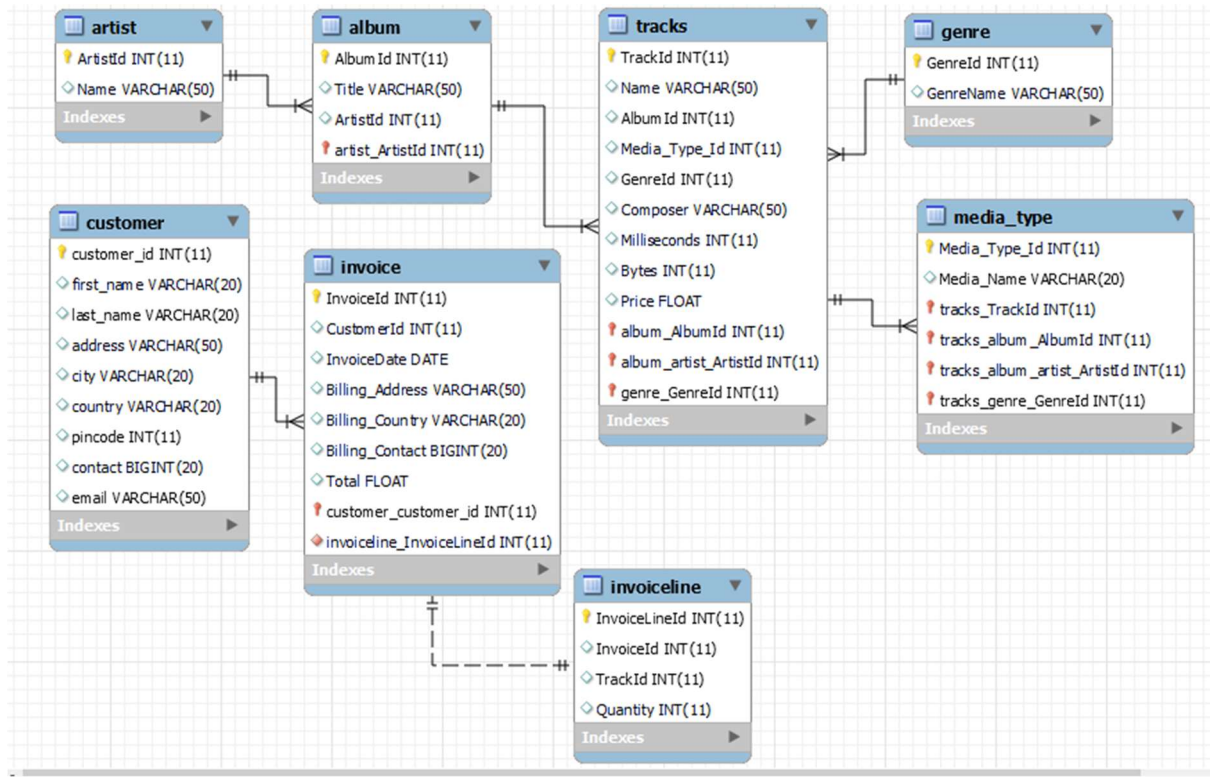 artist
ArtistId INT(11)
Name VARCHAR(50)
Indexes
album
AlbumId INT(11)
Title VARCHAR(50)
ArtistId INT(11)
artist_ArtistId INT(11)
Indexes
tracks
TrackId INT(11)
Name VARCHAR(50)
AlbumId INT(11)
Media_Type_Id INT(11)
GenreId INT(11)
Composer VARCHAR(50)
Milliseconds INT(11)
Bytes INT(11)
Price FLOAT
album_AlbumId INT(11)
album_artist_ArtistId INT(11)
genre_GenreId INT(11)
Indexes
genre
GenreId INT(11)
GenreName VARCHAR(50)
Indexes
customer
customer_id INT(11)
first_name VARCHAR(20)
last_name VARCHAR(20)
address VARCHAR(50)
city VARCHAR(20)
country VARCHAR(20)
pincode INT(11)
contact BIGINT(20)
email VARCHAR(50)
Indexes
invoice
InvoiceId INT(11)
CustomerId INT(11)
InvoiceDate DATE
Billing_Address VARCHAR(50)
Billing_Country VARCHAR(20)
Billing_Contact BIGINT(20)
Total FLOAT
customer_customer_id INT(11)
invoiceline_InvoiceLineId INT(11)
Indexes
media_type
Media_Type_Id INT(11)
Media_Name VARCHAR(20)
tracks_TrackId INT(11)
tracks_album_AlbumId INT(11)
tracks_album_artist_ArtistId INT(11)
tracks_genre_GenreId INT(11)
Indexes
invoiceline
InvoiceLineId INT(11)
InvoiceId INT(11)
TrackId INT(11)
Quantity INT(11)
Indexes